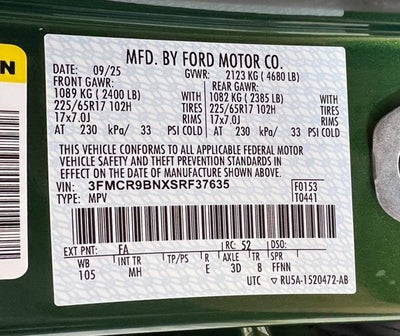 MFD. BY FORD MOTOR CO.
DATE: 09/25 GVWR: 2123 KG ( 4680 LB)
FRONT GAWR: REAR GAWR:
1089 KG ( 2400 LB) 1082 KG ( 2385 LB)
225/65R17 102H TIRES 225/65R17 102H TIRES
17x7.0J RIMS 17x7.0J RIMS
AT 230 kPa/ 33 PSI COLD AT 230 kPa/ 33 PSI COLD
THIS VEHICLE CONFORMS TO ALL APPLICABLE FEDERAL MOTOR
VEHICLE SAFETY AND THEFT PREVENTION STANDARDS IN
EFFECT ON THE DATE OF MANUFACTURE SHOWN ABOVE.
VIN: 3FMCR9BNXSRF37635 F0153
TYPE: MPV T0441
EXT PNT: FA RC: 52 DSO:
WB INT TR TP/PS R AXLE TR SPR
105 MH E 3D 8 FFNN
UTC ▽ RU5A-1520472-AB
N